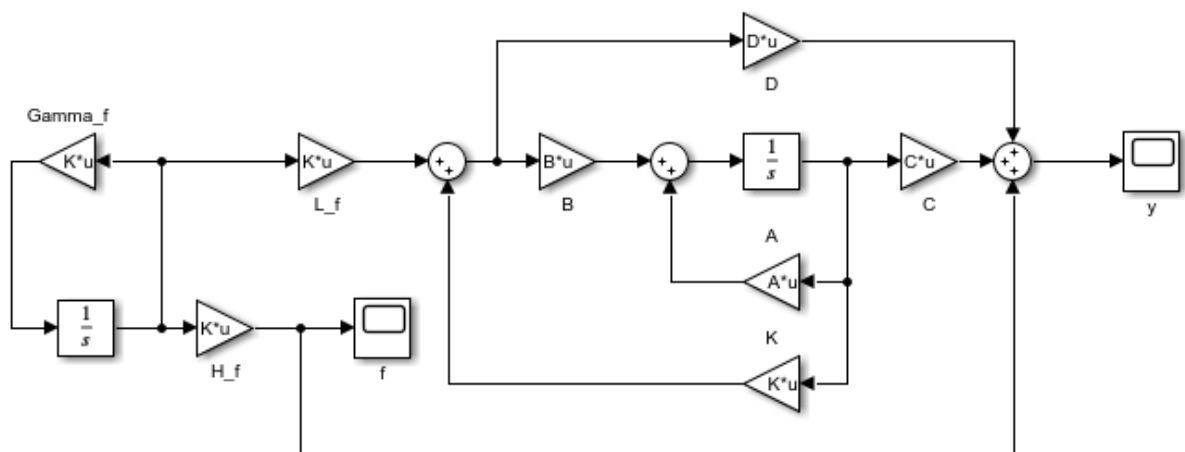 D*u
D
Gamma_f
K*u
K*u
L_f
+
+
B*u
B
+
+
1
s
C*u
C
+
+
+
y
A
A*u
1
s
K*u
H_f
f
K
K*u